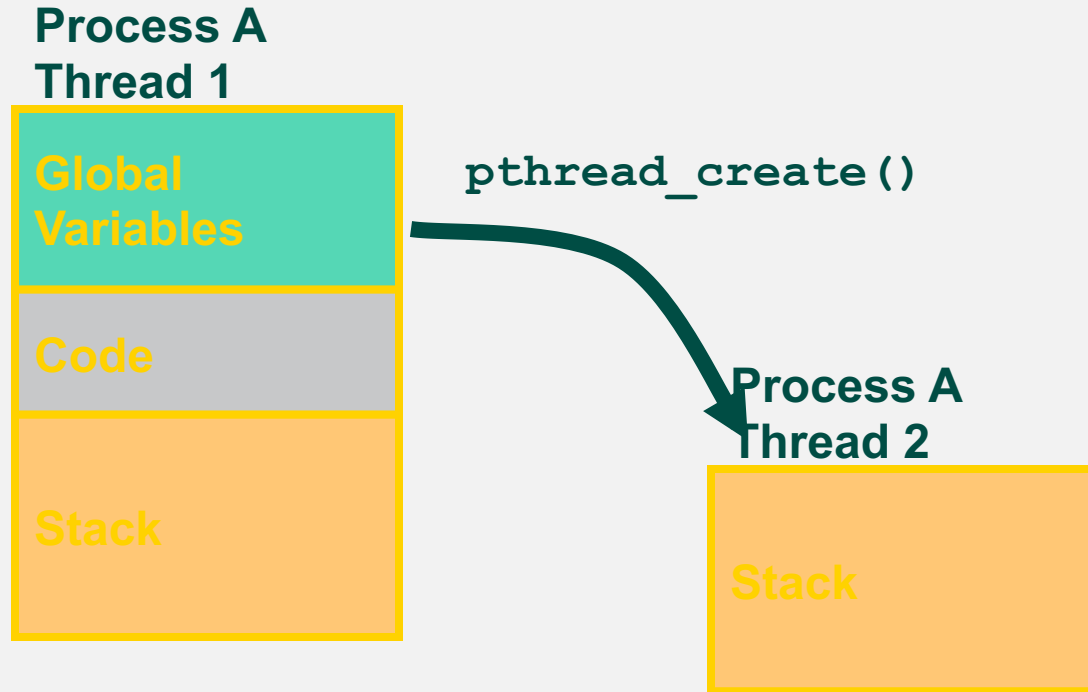 Process A
Thread 1
Global
Variables
pthread_create()
Code
Stack
Process A
Thread 2
Stack